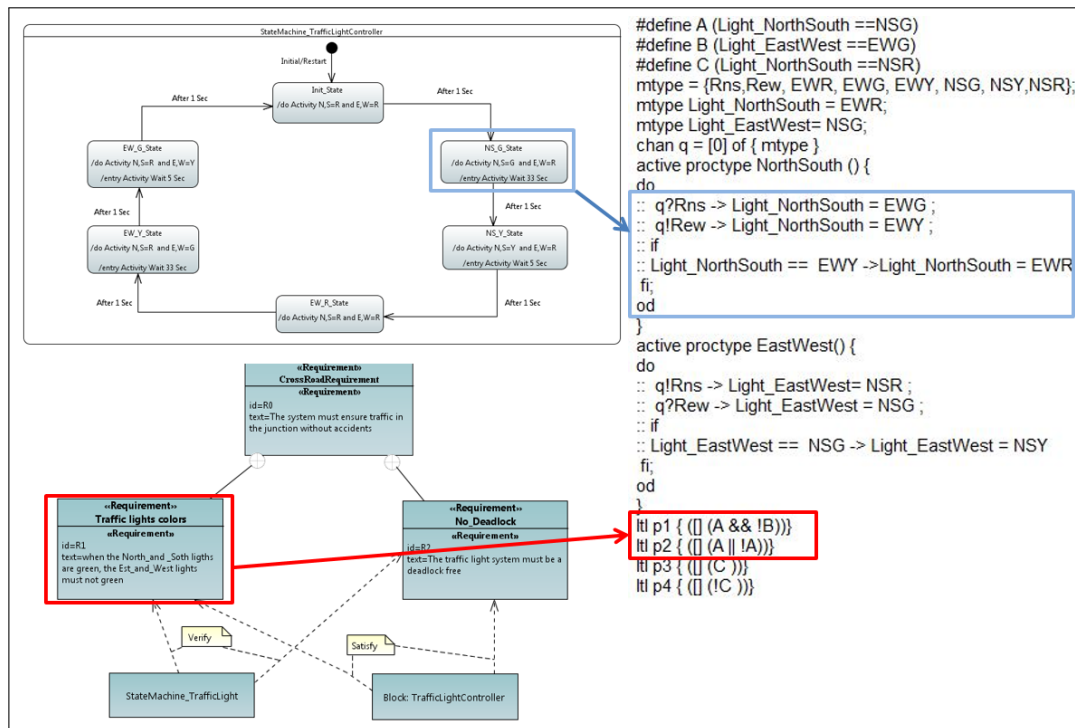 StateMachine_TrafficLightController
Initial/Restart
Init_State
/do Activity N,S=R and E,W=R
After 1 Sec
After 1 Sec
EW_G_State
/do Activity N,S=R and E,W=Y
/entry Activity Wait 5 Sec
NS_G_State
/do Activity N,S=G and E,W=R
/entry Activity Wait 33 Sec
After 1 Sec
After 1 Sec
EW_Y_State
/do Activity N,S=R and E,W=G
/entry Activity Wait 33 Sec
NS_Y_State
/do Activity N,S=Y and E,W=R
/entry Activity Wait 5 Sec
After 1 Sec
After 1 Sec
EW_R_State
/do Activity N,S=R and E,W=R
«Requirement»
CrossRoadRequirement
«Requirement»
id=R0
text=The system must ensure traffic in
the junction without accidents
«Requirement»
Traffic lights colors
«Requirement»
id=R1
text=when the North_and _Soth ligths
are green, the Est_and_West lights
must not green
«Requirement»
No_Deadlock
«Requirement»
id=R2
text=The traffic light system must be a
deadlock free
Verify
Satisfy
StateMachine_TrafficLight
Block: TrafficLightController
#define A (Light_NorthSouth ==NSG)
#define B (Light_EastWest ==EWG)
#define C (Light_NorthSouth ==NSR)
mtype = {Rns,Rew, EWR, EWG, EWY, NSG, NSY,NSR};
mtype Light_NorthSouth = EWR;
mtype Light_EastWest= NSG;
chan q = [0] of { mtype }
active proctype NorthSouth () {
do
:: q?Rns -> Light_NorthSouth = EWG ;
:: q!Rew -> Light_NorthSouth = EWY ;
:: if
:: Light_NorthSouth == EWY ->Light_NorthSouth = EWR
fi;
od
}
active proctype EastWest() {
do
:: q!Rns -> Light_EastWest= NSR ;
:: q?Rew -> Light_EastWest = NSG ;
:: if
:: Light_EastWest == NSG -> Light_EastWest = NSY
fi;
od
}
ltl p1 { ([] (A && !B))}
ltl p2 { ([] (A || !A))}
ltl p3 { ([] (C ))}
ltl p4 { ([] (!C ))}